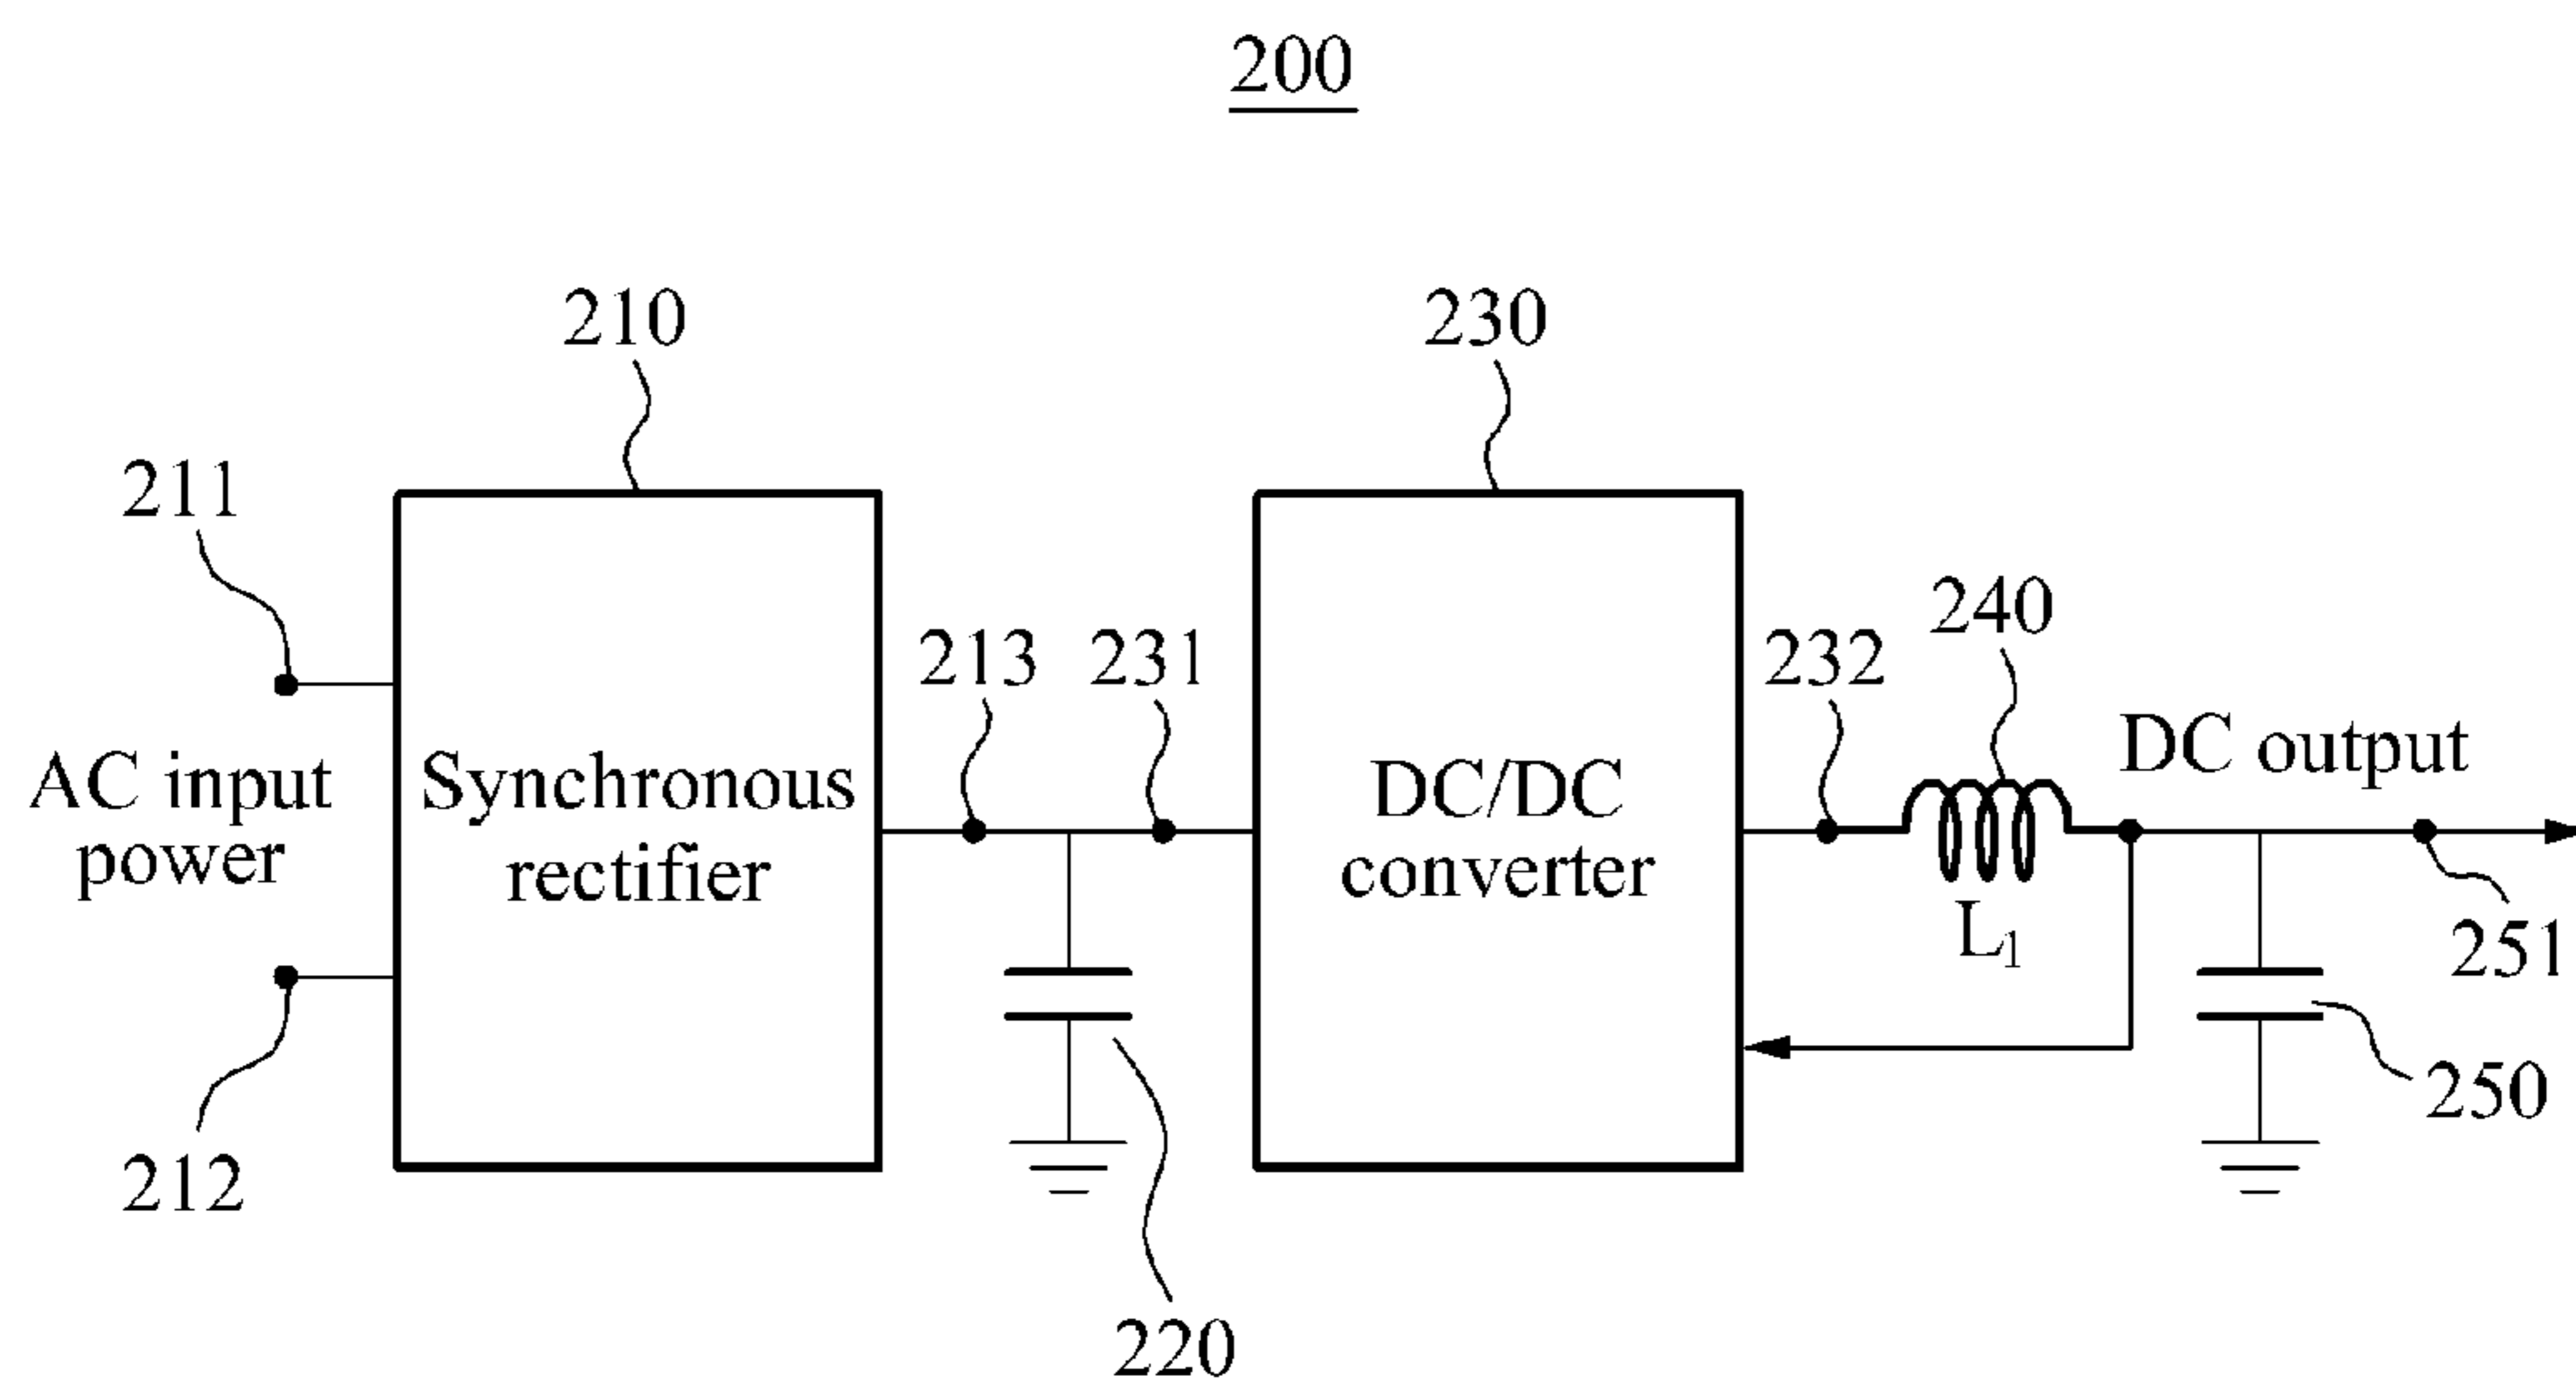 200
210
230
211
240
213
231
232
DC output
AC input
power
Synchronous
rectifier
DC/DC
converter
L1
251
250
212
220